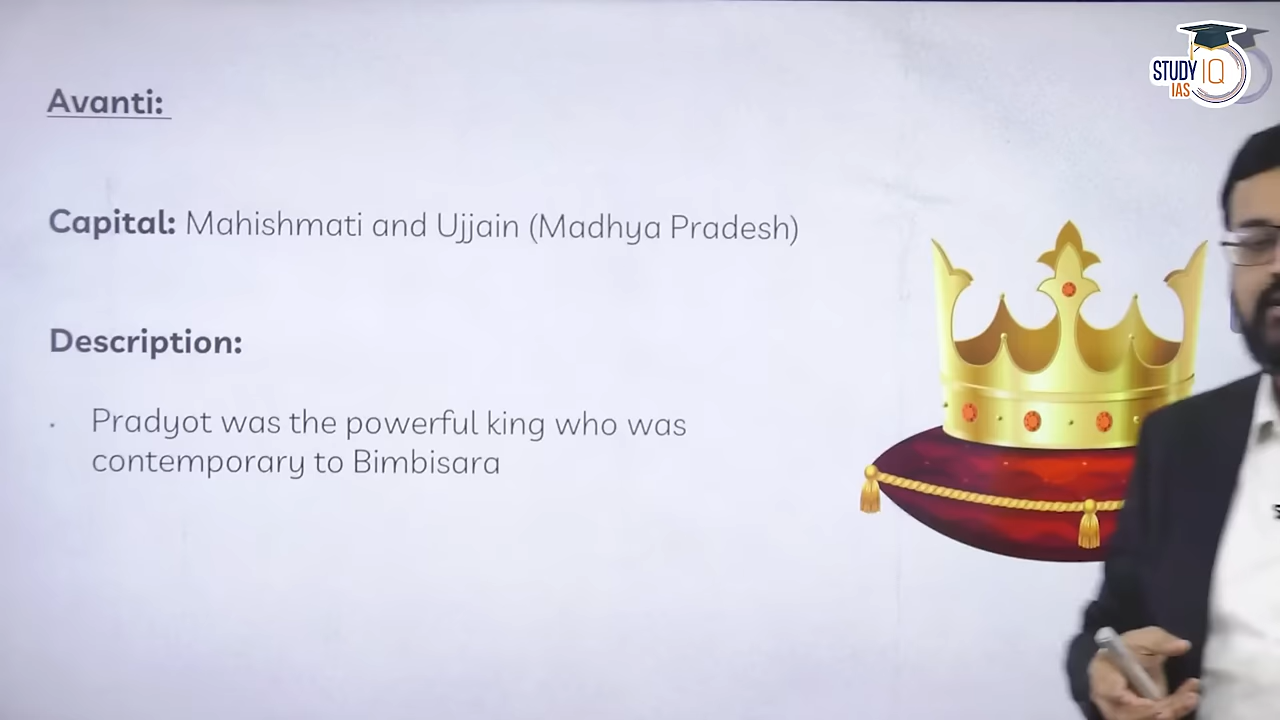 STUDY IQ
IAS
Avanti:
Capital: Mahishmati and Ujjain (Madhya Pradesh)
Description:
· Pradyot was the powerful king who was
contemporary to Bimbisara